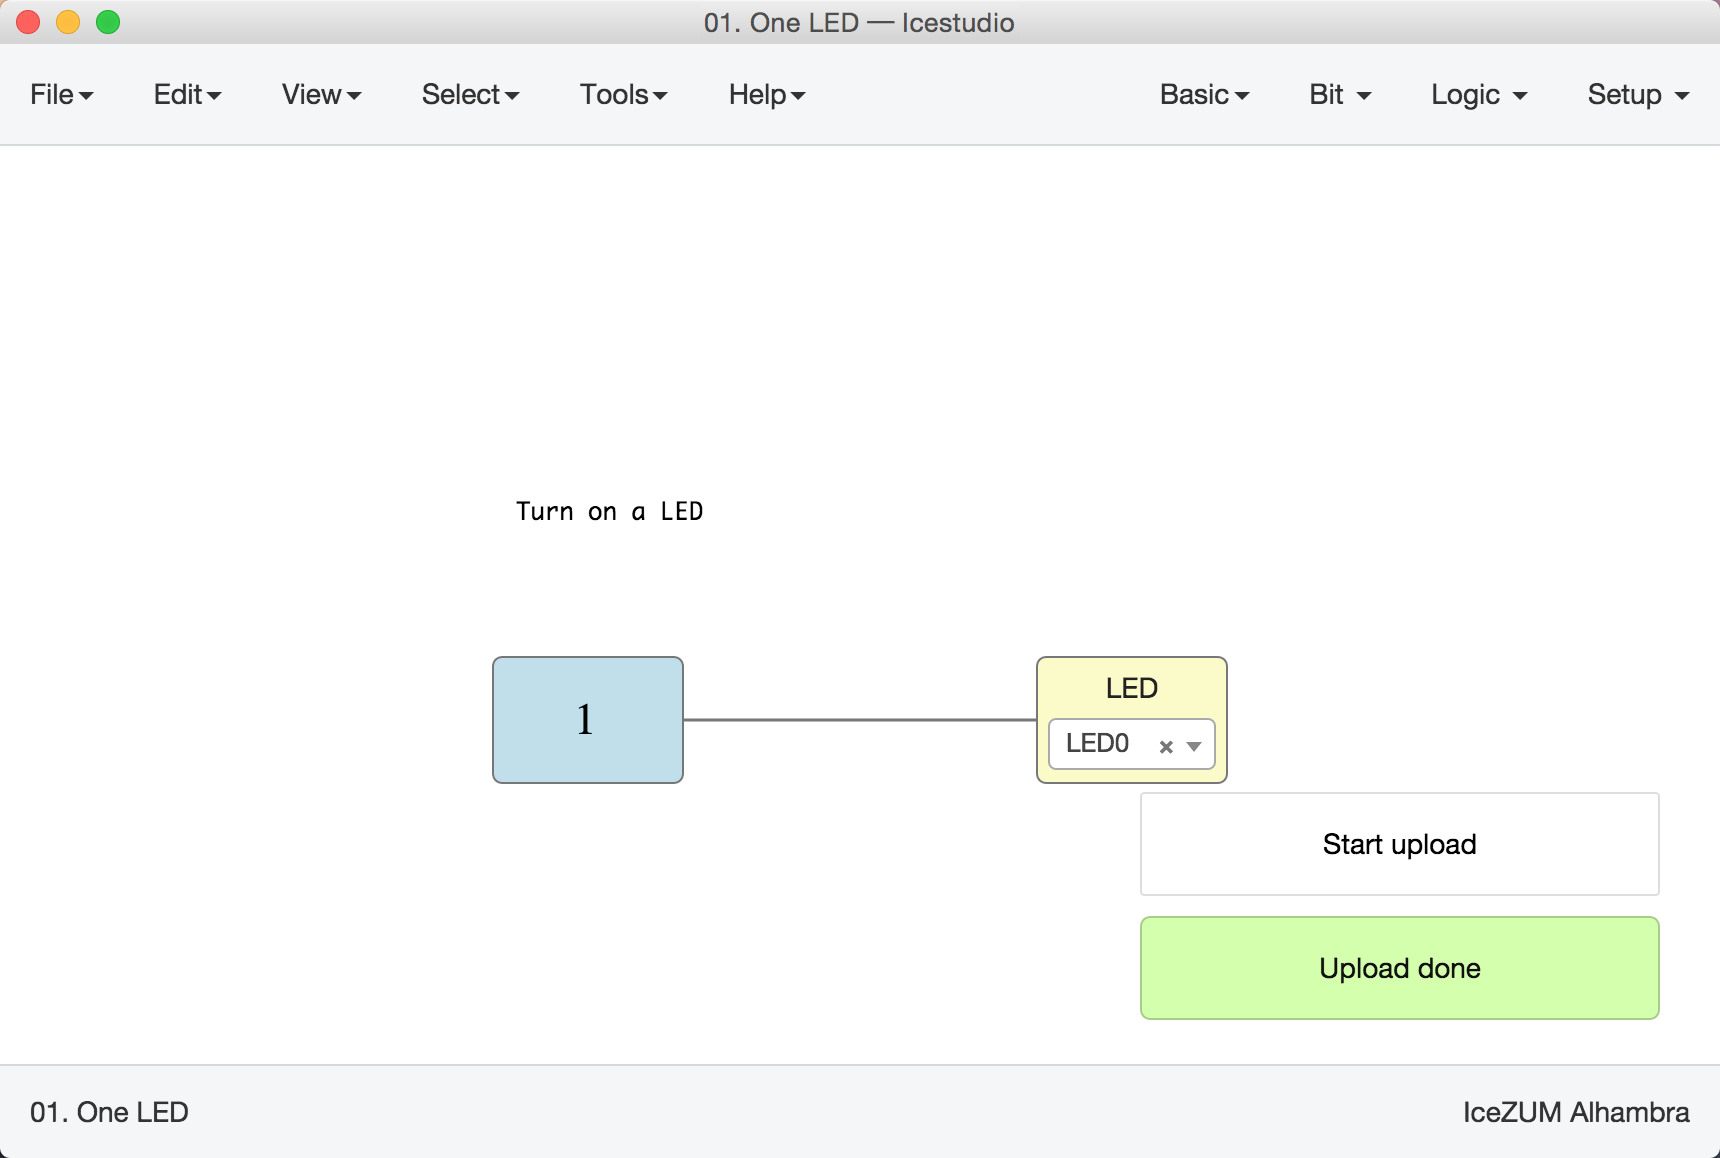 01. One LED — Icestudio
File Edit View Select Tools Help Basic Bit Logic Setup
Turn on a LED
1
LED
LED0
Start upload
Upload done
01. One LED IceZUM Alhambra